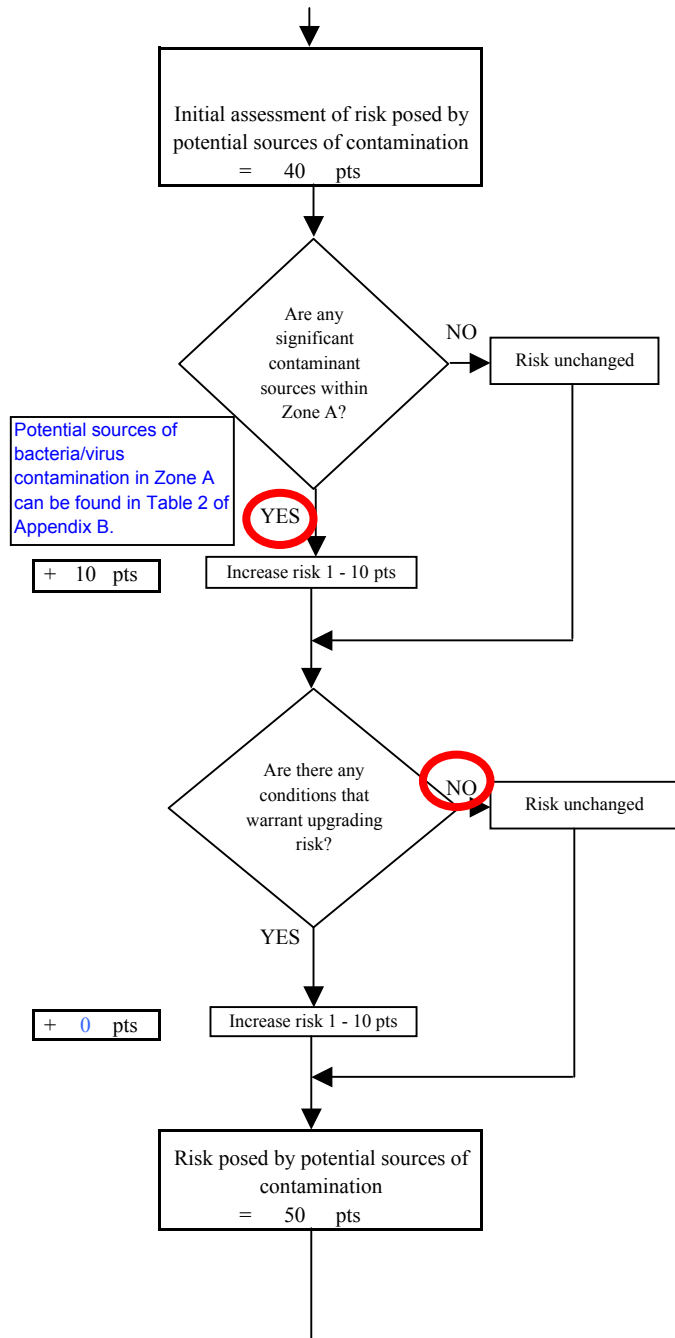 Initial assessment of risk posed by
potential sources of contamination
= 40 pts
Are any
significant
contaminant
sources within
Zone A?
NO
Risk unchanged
Potential sources of
bacteria/virus
contamination in Zone A
can be found in Table 2 of
Appendix B.
YES
+ 10 pts
Increase risk 1 - 10 pts
Are there any
conditions that
warrant upgrading
risk?
NO
Risk unchanged
YES
+ 0 pts
Increase risk 1 - 10 pts
Risk posed by potential sources of
contamination
= 50 pts